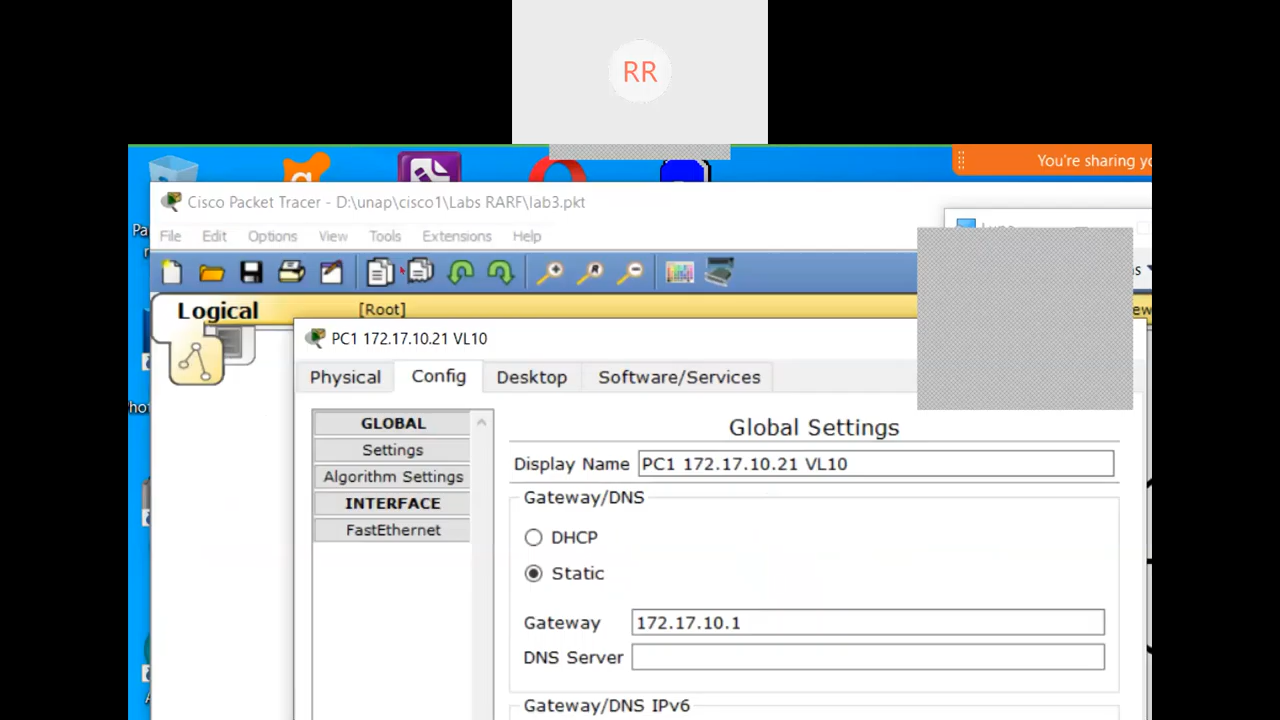 RR
You're sharing yo
Cisco Packet Tracer - D:\unap\cisco1\Labs RARF\lab3.pkt
Pa
File Edit Options View Tools Extensions Help
Logical [Root]
PC1 172.17.10.21 VL10
Physical Config Desktop Software/Services
GLOBAL
Settings
Algorithm Settings
INTERFACE
FastEthernet
Global Settings
Display Name PC1 172.17.10.21 VL10
Gateway/DNS
DHCP
Static
Gateway 172.17.10.1
DNS Server
Gateway/DNS IPv6